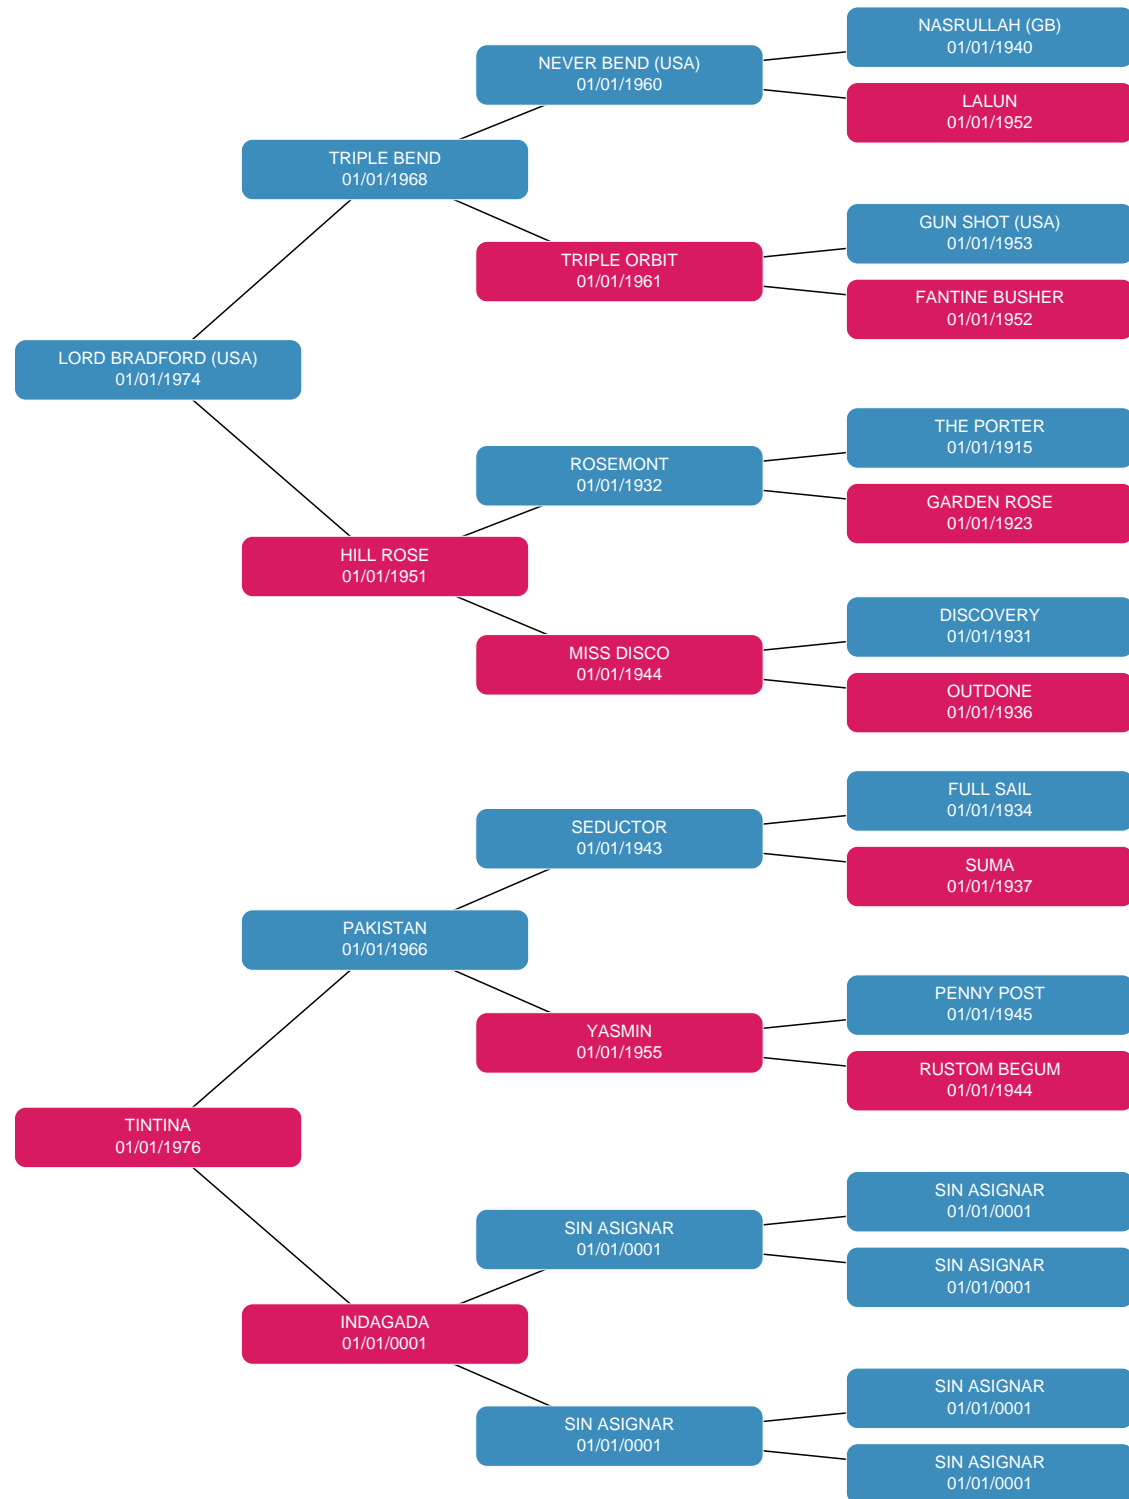 NASRULLAH (GB)
01/01/1940
NEVER BEND (USA)
01/01/1960
LALUN
01/01/1952
TRIPLE BEND
01/01/1968
GUN SHOT (USA)
01/01/1953
TRIPLE ORBIT
01/01/1961
FANTINE BUSHER
01/01/1952
LORD BRADFORD (USA)
01/01/1974
THE PORTER
01/01/1915
ROSEMONT
01/01/1932
GARDEN ROSE
01/01/1923
HILL ROSE
01/01/1951
DISCOVERY
01/01/1931
MISS DISCO
01/01/1944
OUTDONE
01/01/1936
FULL SAIL
01/01/1934
SEDUCTOR
01/01/1943
SUMA
01/01/1937
PAKISTAN
01/01/1966
PENNY POST
01/01/1945
YASMIN
01/01/1955
RUSTOM BEGUM
01/01/1944
TINTINA
01/01/1976
SIN ASIGNAR
01/01/0001
SIN ASIGNAR
01/01/0001
SIN ASIGNAR
01/01/0001
INDAGADA
01/01/0001
SIN ASIGNAR
01/01/0001
SIN ASIGNAR
01/01/0001
SIN ASIGNAR
01/01/0001